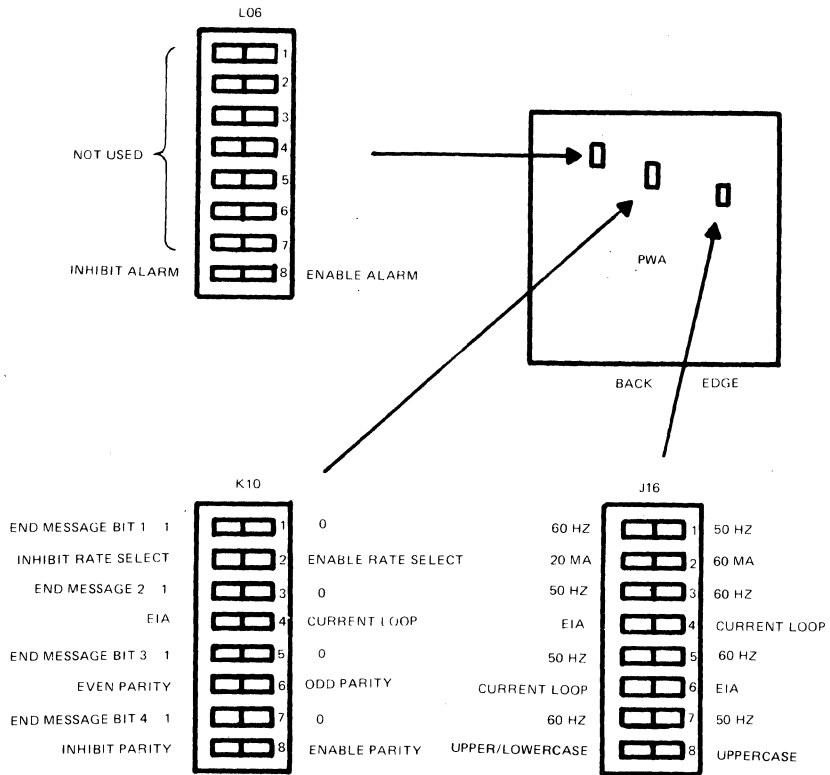 L06
1
2
3
NOT USED 4
5
6
7
INHIBIT ALARM 8 ENABLE ALARM
PWA
BACK EDGE
K10
END MESSAGE BIT 1 1 1 0
INHIBIT RATE SELECT 2 ENABLE RATE SELECT
END MESSAGE 2 1 3 0
EIA 4 CURRENT LOOP
END MESSAGE BIT 3 1 5 0
EVEN PARITY 6 ODD PARITY
END MESSAGE BIT 4 1 7 0
INHIBIT PARITY 8 ENABLE PARITY
J16
60 HZ 1 50 HZ
20 MA 2 60 MA
50 HZ 3 60 HZ
EIA 4 CURRENT LOOP
50 HZ 5 60 HZ
CURRENT LOOP 6 EIA
60 HZ 7 50 HZ
UPPER/LOWERCASE 8 UPPERCASE